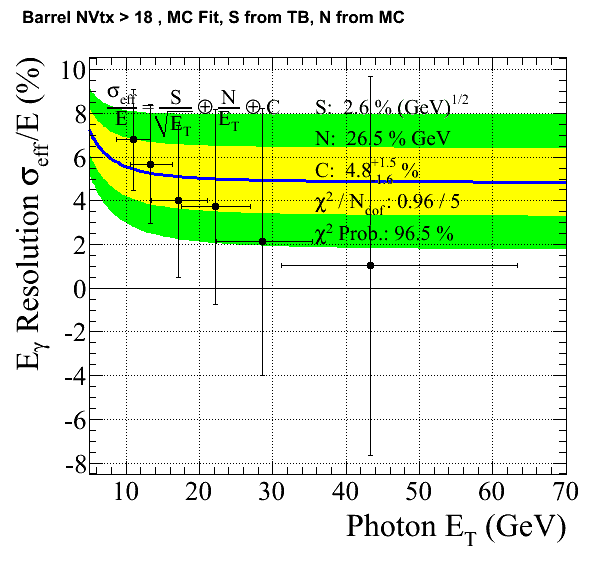 Barrel NVtx > 18 , MC Fit, S from TB, N from MC
Eγ Resolution σeff/E (%)
10
8
6
4
2
0
-2
-4
-6
-8
σeff/E = S/√ET ⊕ N/ET ⊕ C
S: 2.6 % (GeV)^1/2
N: 26.5 % GeV
C: 4.8 +1.5 -1.6 %
χ² / Ndof : 0.96 / 5
χ² Prob.: 96.5 %
10 20 30 40 50 60 70
Photon ET (GeV)